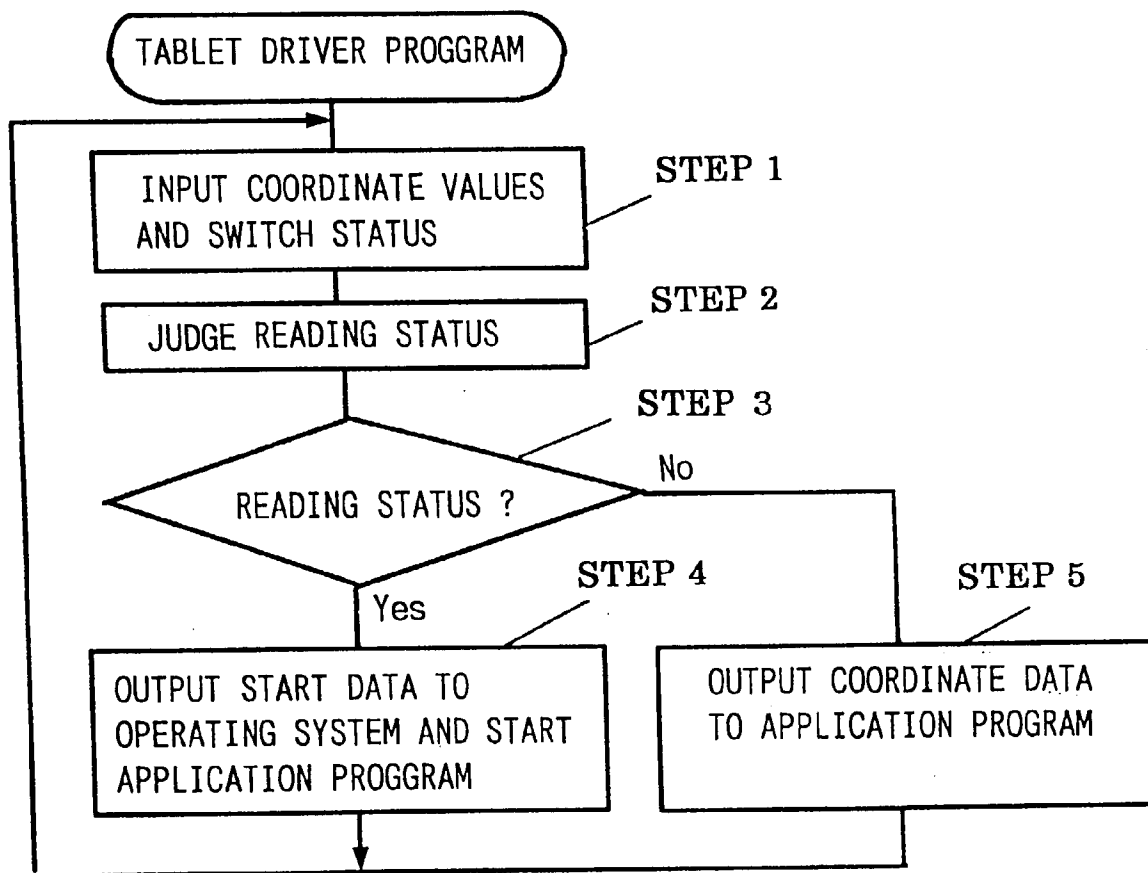 TABLET DRIVER PROGGRAM
INPUT COORDINATE VALUES
AND SWITCH STATUS
STEP 1
JUDGE READING STATUS
STEP 2
READING STATUS ?
STEP 3
No
Yes
STEP 4
OUTPUT START DATA TO
OPERATING SYSTEM AND START
APPLICATION PROGGRAM
STEP 5
OUTPUT COORDINATE DATA
TO APPLICATION PROGRAM